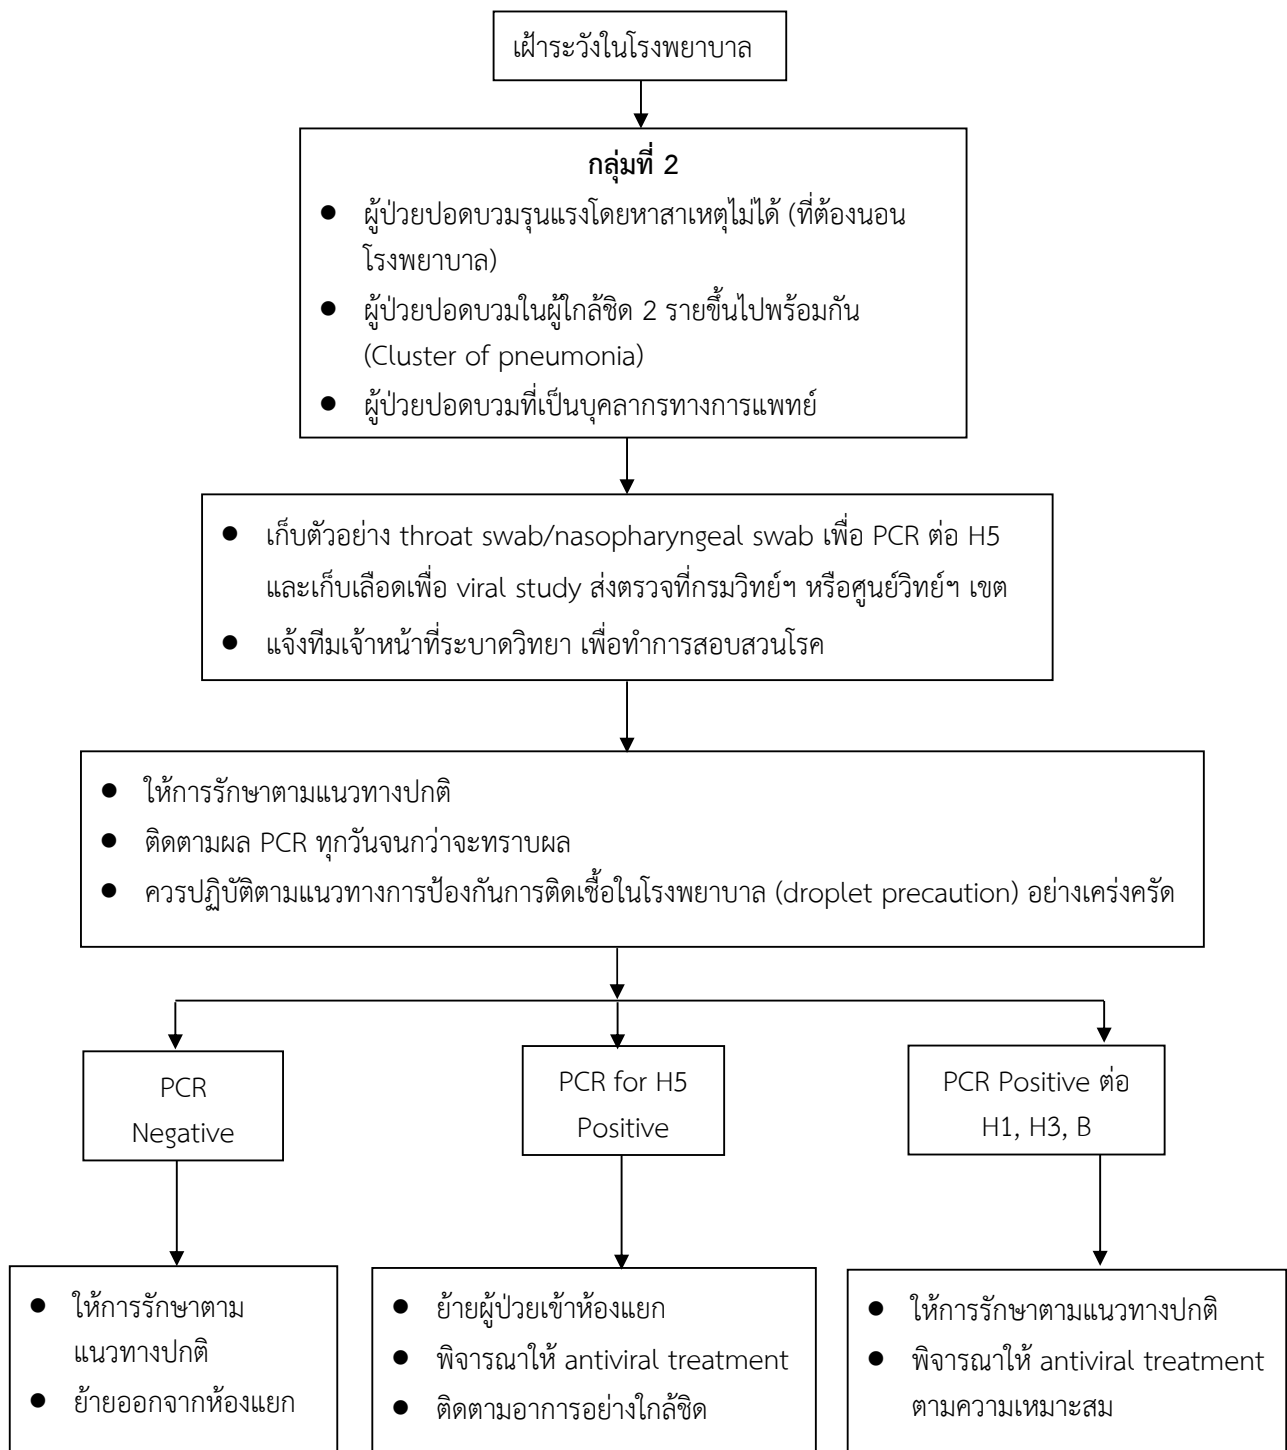 เฝ้าระวังในโรงพยาบาล
กลุ่มที่ 2
● ผู้ป่วยปอดบวมรุนแรงโดยหาสาเหตุไม่ได้ (ที่ต้องนอน
โรงพยาบาล)
● ผู้ป่วยปอดบวมในผู้ใกล้ชิด 2 รายขึ้นไปพร้อมกัน
(Cluster of pneumonia)
● ผู้ป่วยปอดบวมที่เป็นบุคลากรทางการแพทย์
● เก็บตัวอย่าง throat swab/nasopharyngeal swab เพื่อ PCR ต่อ H5
และเก็บเลือดเพื่อ viral study ส่งตรวจที่กรมวิทย์ฯ หรือศูนย์วิทย์ฯ เขต
● แจ้งทีมเจ้าหน้าที่ระบาดวิทยา เพื่อทำการสอบสวนโรค
● ให้การรักษาตามแนวทางปกติ
● ติดตามผล PCR ทุกวันจนกว่าจะทราบผล
● ควรปฏิบัติตามแนวทางการป้องกันการติดเชื้อในโรงพยาบาล (droplet precaution) อย่างเคร่งครัด
PCR
Negative
PCR for H5
Positive
PCR Positive ต่อ
H1, H3, B
● ให้การรักษาตาม
แนวทางปกติ
● ย้ายออกจากห้องแยก
● ย้ายผู้ป่วยเข้าห้องแยก
● พิจารณาให้ antiviral treatment
● ติดตามอาการอย่างใกล้ชิด
● ให้การรักษาตามแนวทางปกติ
● พิจารณาให้ antiviral treatment
ตามความเหมาะสม